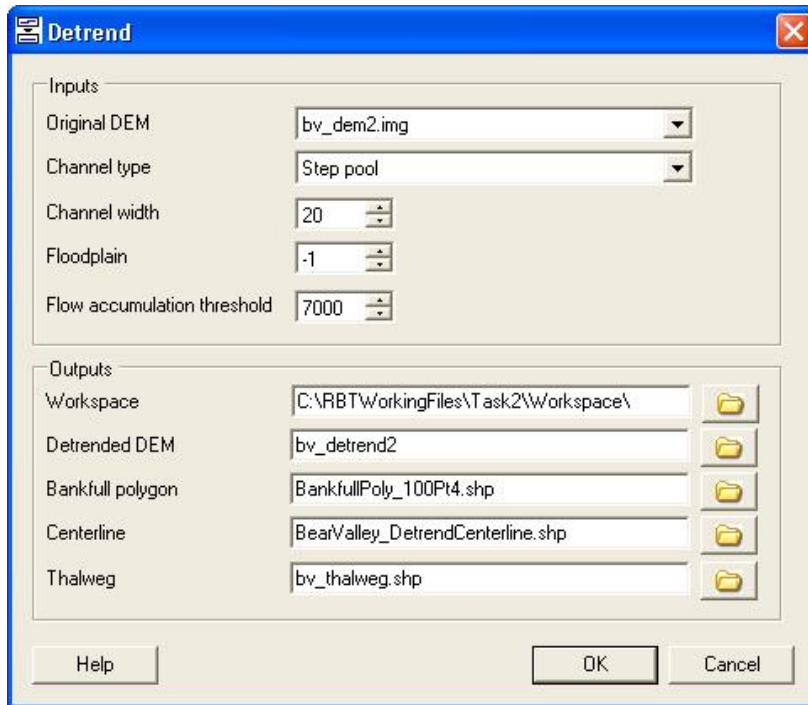 Detrend
Inputs
Original DEM bv_dem2.img
Channel type Step pool
Channel width 20
Floodplain -1
Flow accumulation threshold 7000
Outputs
Workspace C:\RBTWorkingFiles\Task2\Workspace\
Detrended DEM bv_detrend2
Bankfull polygon BankfullPoly_100Pt4.shp
Centerline BearValley_DetrendCenterline.shp
Thalweg bv_thalweg.shp
Help OK Cancel